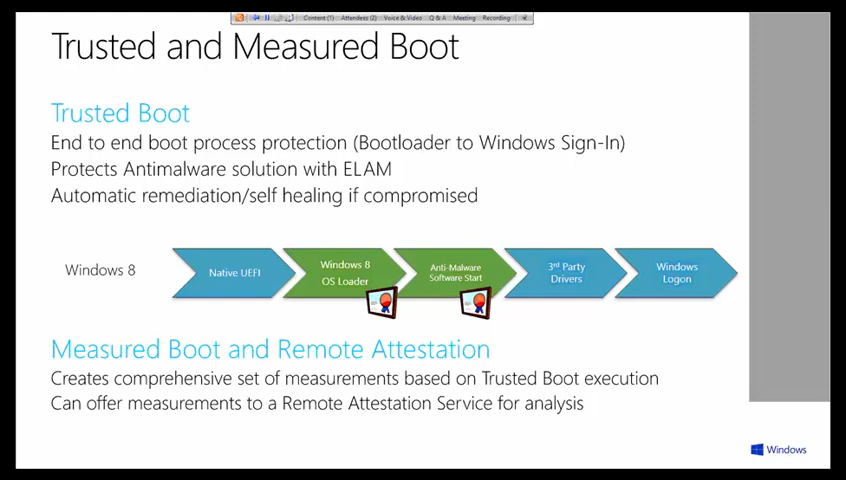 Content (1) Attendees (2) Voice & Video Q & A Meeting Recording
Trusted and Measured Boot
Trusted Boot
End to end boot process protection (Bootloader to Windows Sign-In)
Protects Antimalware solution with ELAM
Automatic remediation/self healing if compromised
Windows 8
Native UEFI
Windows 8
OS Loader
Anti-Malware
Software Start
3rd Party
Drivers
Windows
Logon
Measured Boot and Remote Attestation
Creates comprehensive set of measurements based on Trusted Boot execution
Can offer measurements to a Remote Attestation Service for analysis
Windows